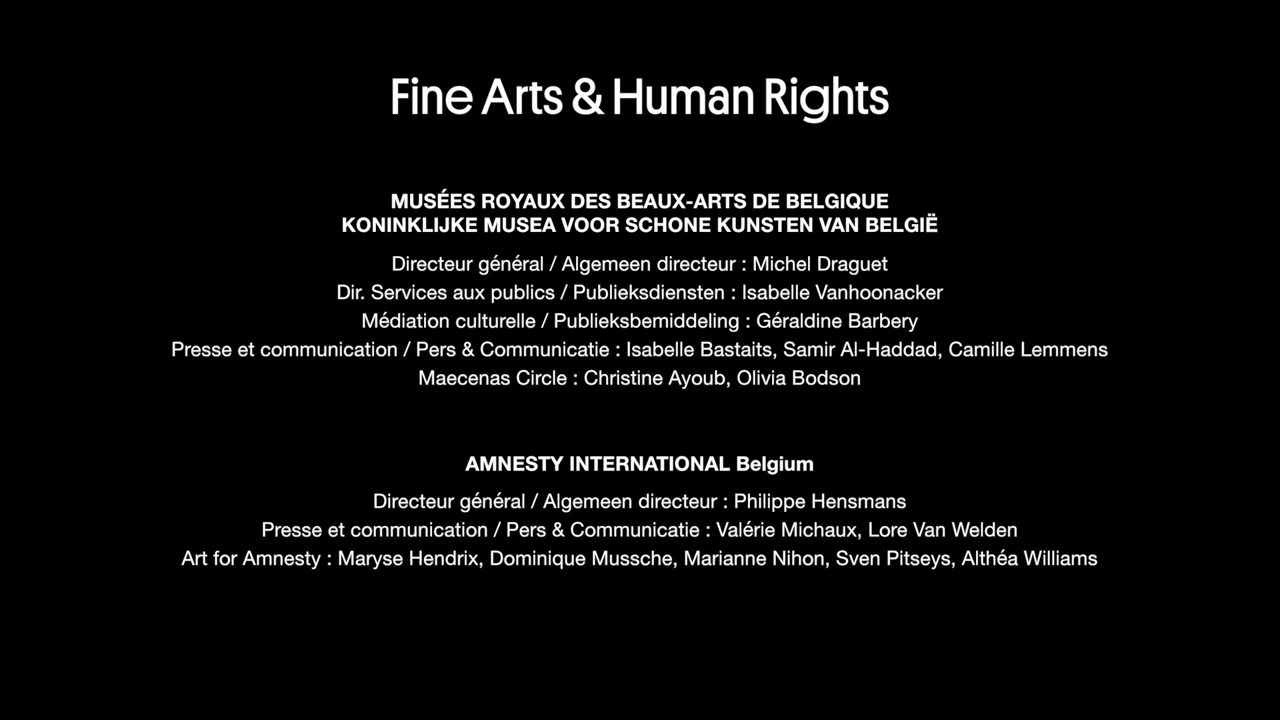 Fine Arts & Human Rights
MUSÉES ROYAUX DES BEAUX-ARTS DE BELGIQUE
KONINKLIJKE MUSEA VOOR SCHONE KUNSTEN VAN BELGIË
Directeur général / Algemeen directeur : Michel Draguet
Dir. Services aux publics / Publieksdiensten : Isabelle Vanhoonacker
Médiation culturelle / Publieksbemiddeling : Géraldine Barbery
Presse et communication / Pers & Communicatie : Isabelle Bastaits, Samir Al-Haddad, Camille Lemmens
Maecenas Circle : Christine Ayoub, Olivia Bodson
AMNESTY INTERNATIONAL Belgium
Directeur général / Algemeen directeur : Philippe Hensmans
Presse et communication / Pers & Communicatie : Valérie Michaux, Lore Van Welden
Art for Amnesty : Maryse Hendrix, Dominique Mussche, Marianne Nihon, Sven Pitseys, Althéa Williams